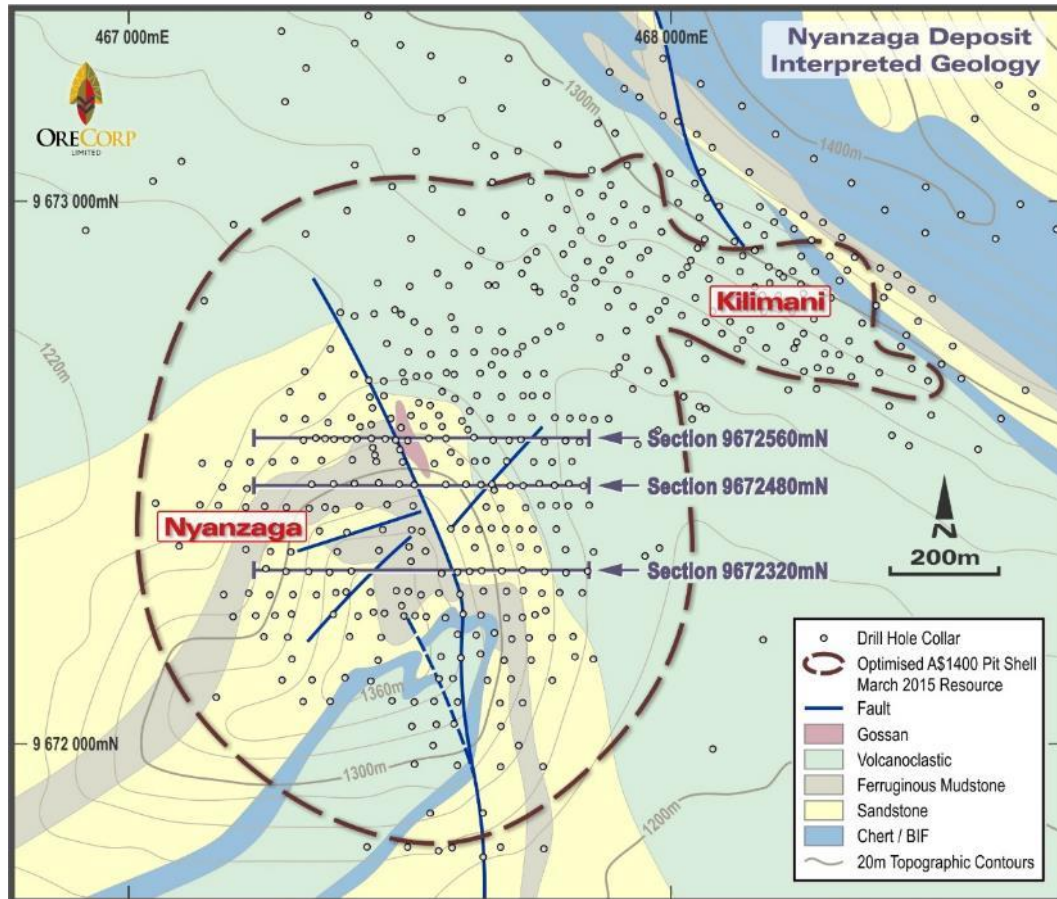 467 000mE
468 000mE
Nyanzaga Deposit
Interpreted Geology
ORECORP
LIMITED
1300m
1400m
9 673 000mN
Kilimani
1220m
Section 9672560mN
Section 9672480mN
Nyanzaga
N
200m
Section 9672320mN
Drill Hole Collar
Optimised A$1400 Pit Shell
March 2015 Resource
Fault
Gossan
Volcanoclastic
Ferruginous Mudstone
Sandstone
Chert / BIF
20m Topographic Contours
1360m
9 672 000mN
1300m
1200m